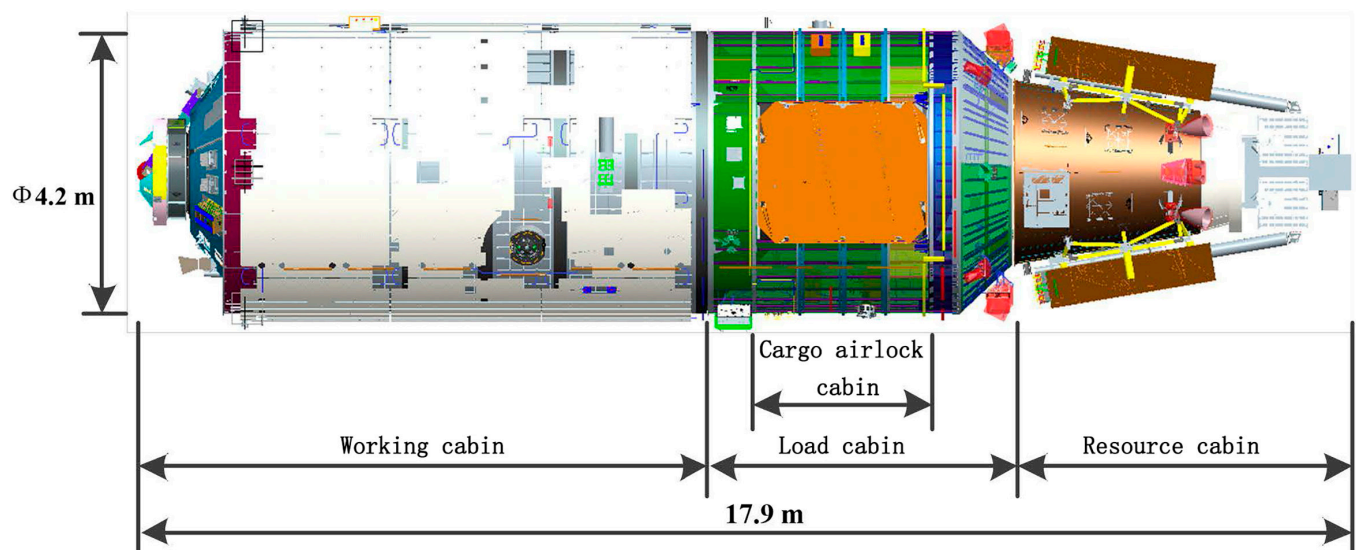 Φ4.2 m
Cargo airlock
cabin
Working cabin
Load cabin
Resource cabin
17.9 m